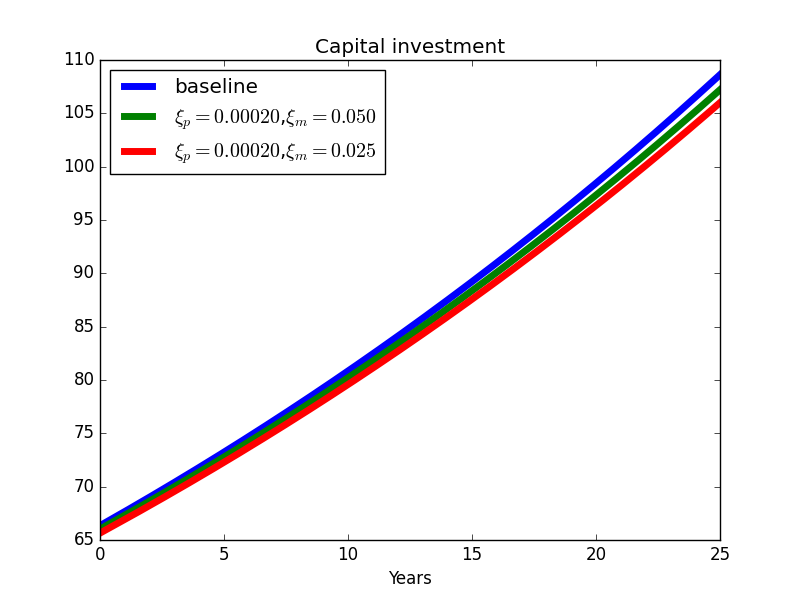 Capital investment
110
105
100
95
90
85
80
75
70
65
baseline
ξp = 0.00020,ξm = 0.050
ξp = 0.00020,ξm = 0.025
0 5 10 15 20 25
Years